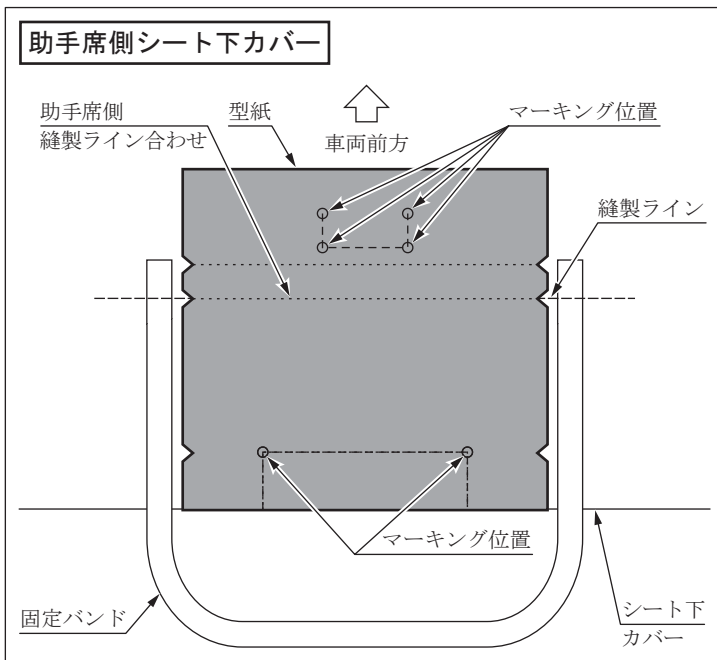 助手席側シート下カバー
助手席側
縫製ライン合わせ
型紙
車両前方
マーキング位置
縫製ライン
マーキング位置
固定バンド
シート下
カバー